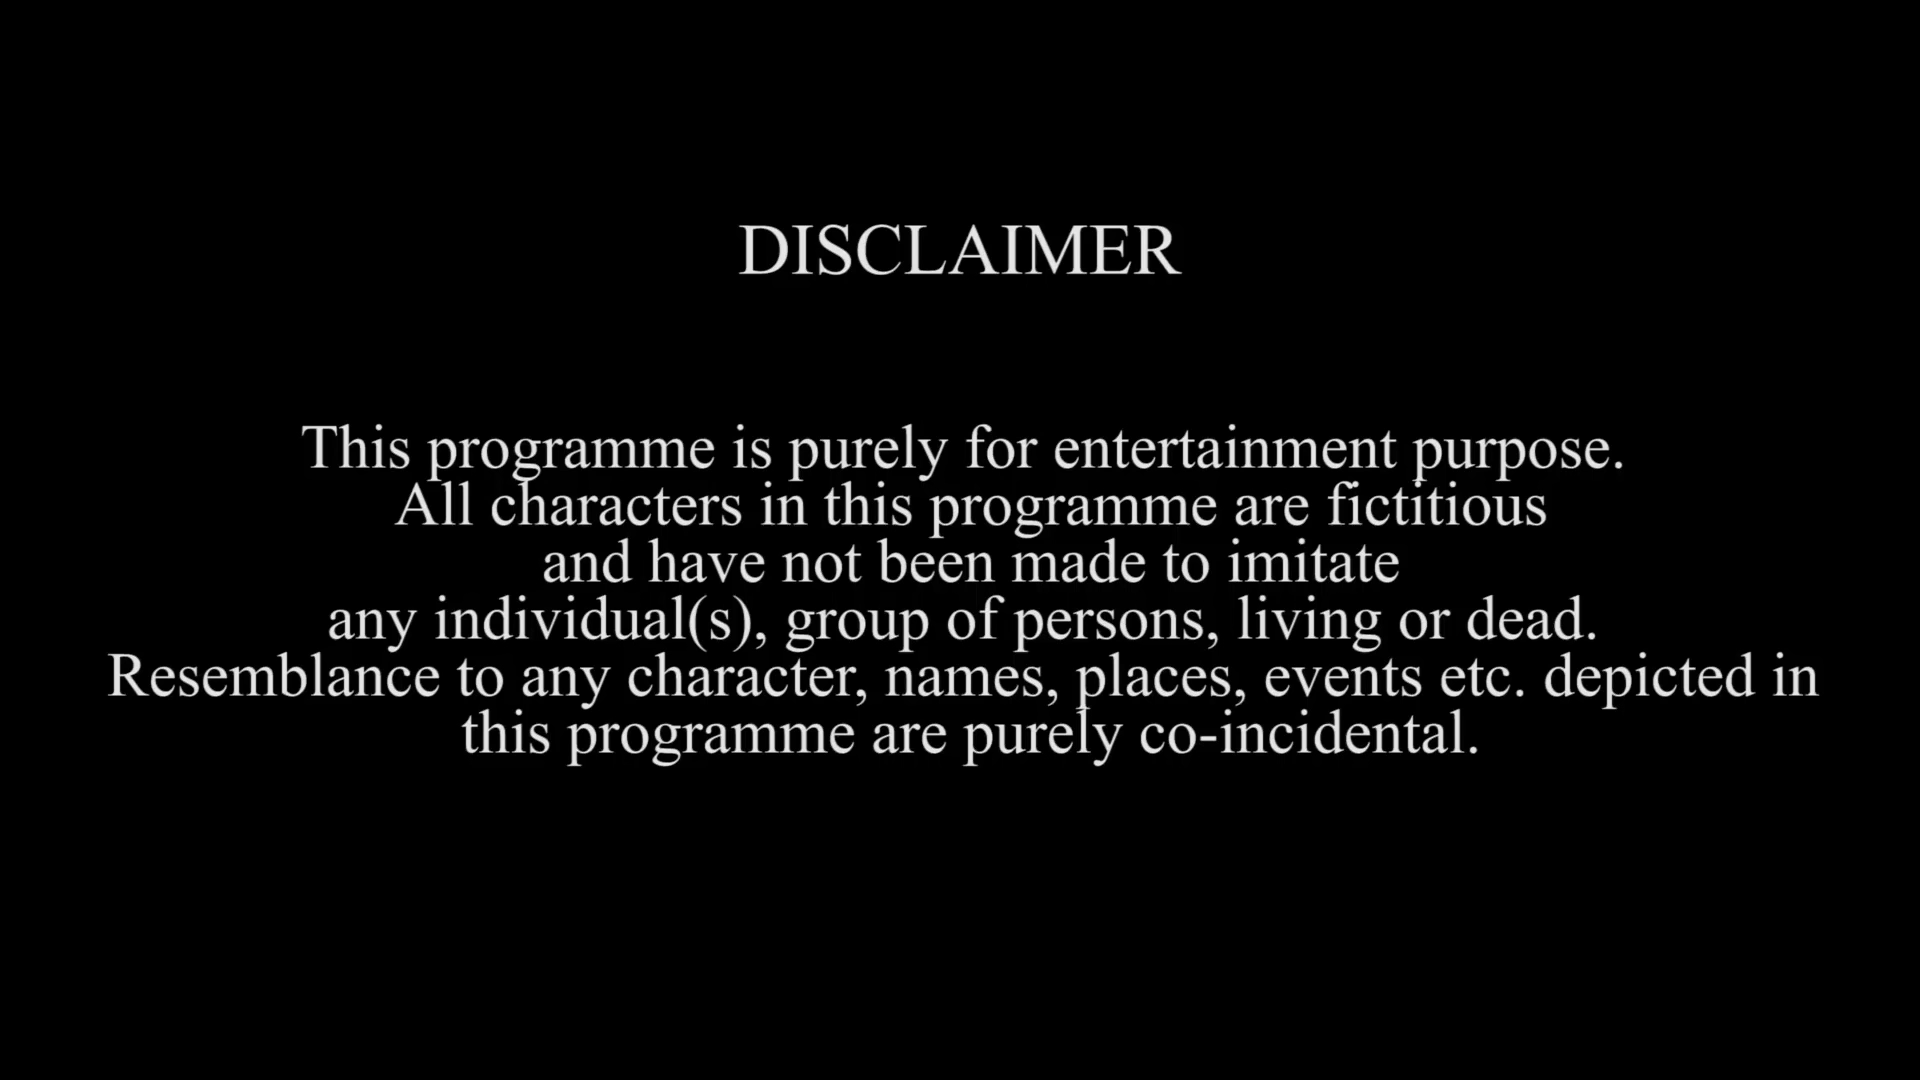 DISCLAIMER
This programme is purely for entertainment purpose.
All characters in this programme are fictitious
and have not been made to imitate
any individual(s), group of persons, living or dead.
Resemblance to any character, names, places, events etc. depicted in
this programme are purely co-incidental.